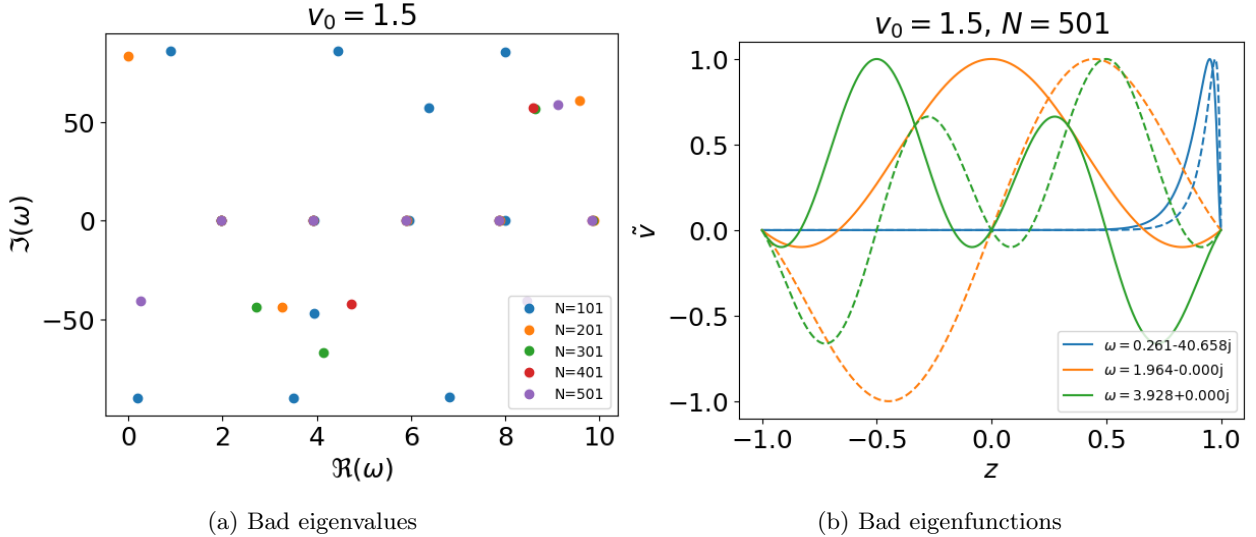 v₀ = 1.5
ℑ(ω)
50
0
−50
0
2
4
6
8
10
ℜ(ω)
N=101
N=201
N=301
N=401
N=501
(a) Bad eigenvalues
v₀ = 1.5, N = 501
ṽ
1.0
0.5
0.0
−0.5
−1.0
−1.0
−0.5
0.0
0.5
1.0
z
ω = 0.261-40.658j
ω = 1.964-0.000j
ω = 3.928+0.000j
(b) Bad eigenfunctions